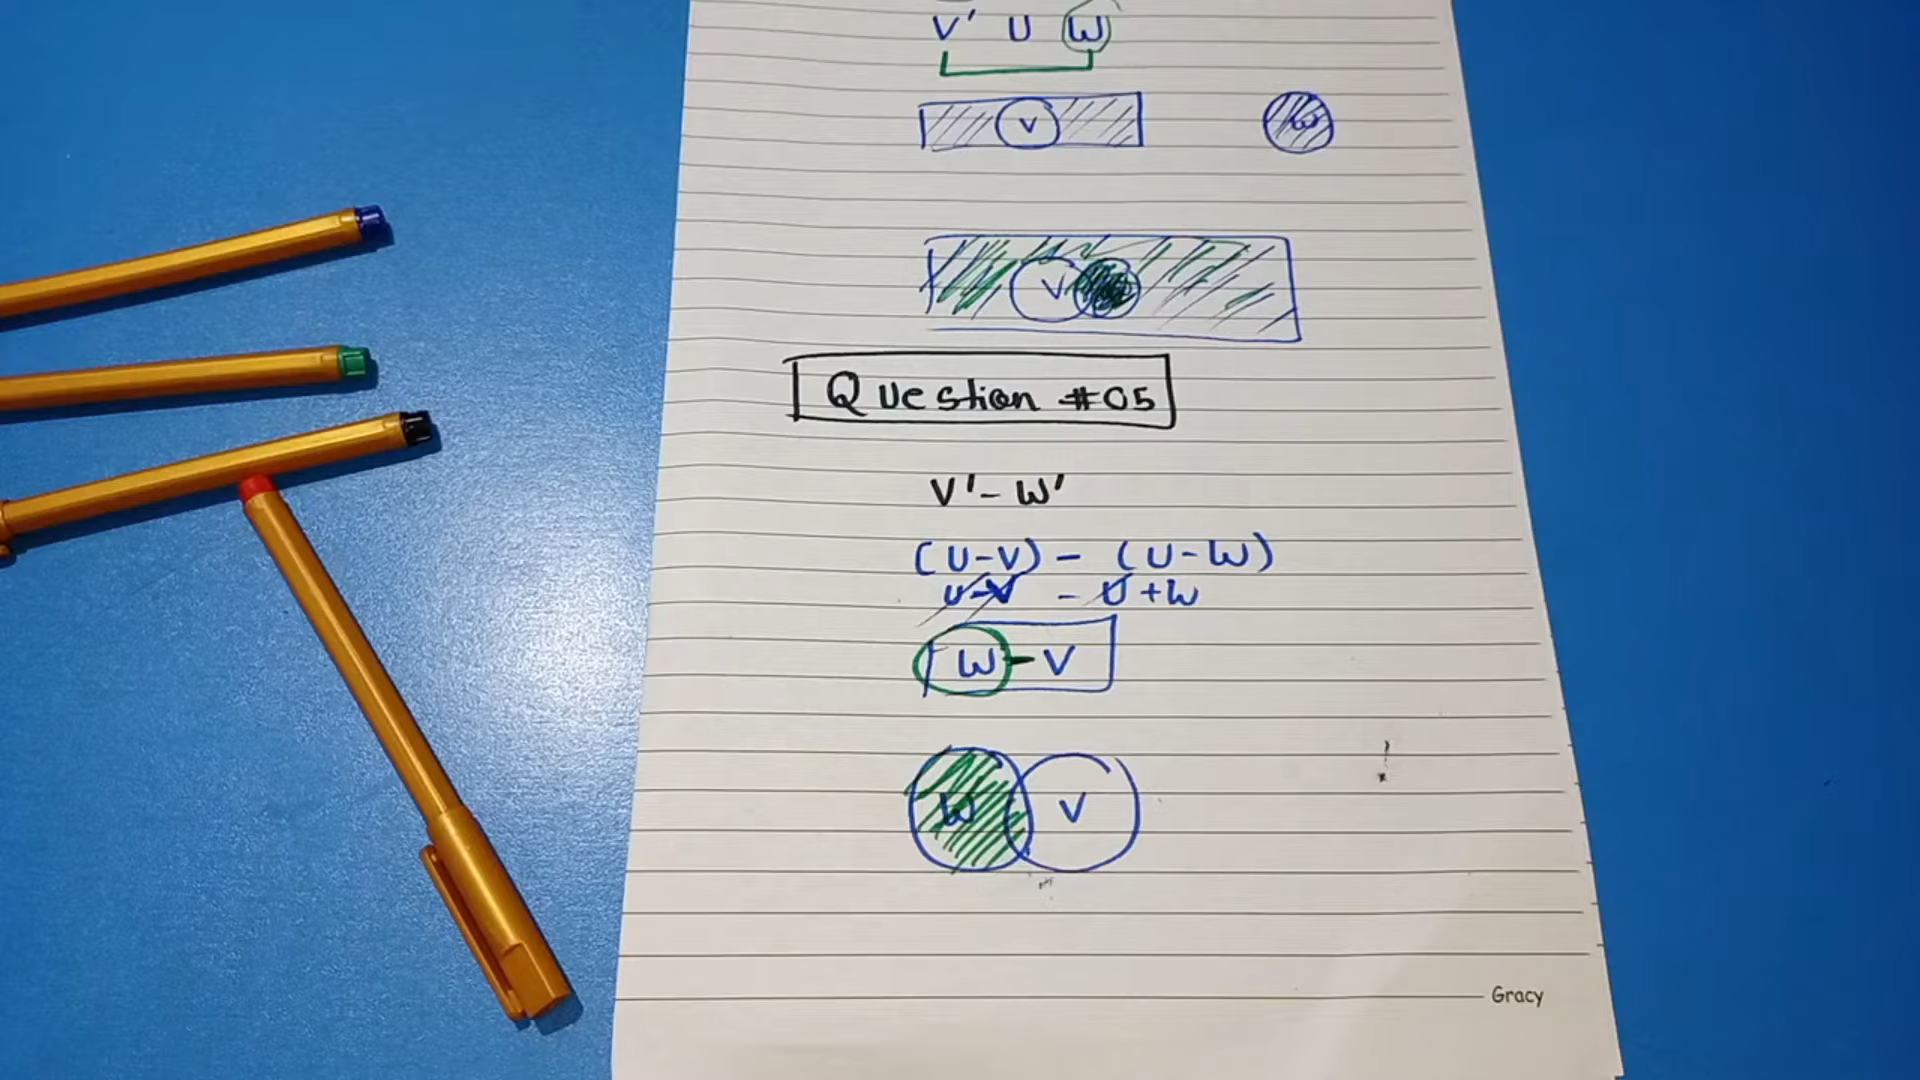 V' U W
V W
V
Question #05
V' - W'
(U-V) - (U-W)
U-V - U+W
W-V
W V
Gracy